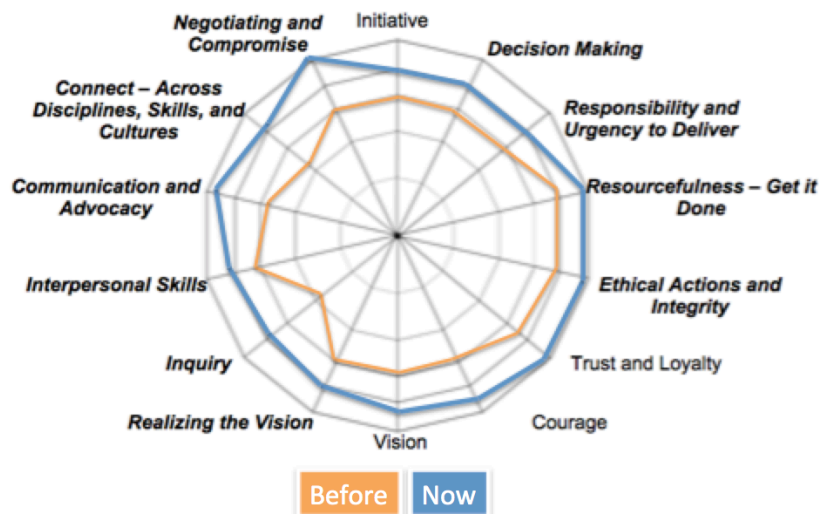 Initiative
Negotiating and
Compromise
Decision Making
Connect – Across
Disciplines, Skills, and
Cultures
Responsibility and
Urgency to Deliver
Communication and
Advocacy
Resourcefulness – Get it
Done
Interpersonal Skills
Ethical Actions and
Integrity
Inquiry
Trust and Loyalty
Realizing the Vision
Courage
Vision
Before
Now